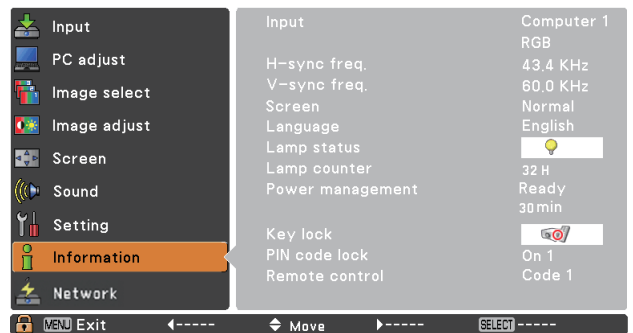 Input
PC adjust
Image select
Image adjust
Screen
Sound
Setting
Information
Network
Input Computer 1
RGB
H-sync freq. 43,4 KHz
V-sync freq. 60,0 KHz
Screen Normal
Language English
Lamp status
Lamp counter 32 H
Power management Ready
30 min
Key lock
PIN code lock On 1
Remote control Code 1
MENU Exit ----- Move ----- SELECT -----